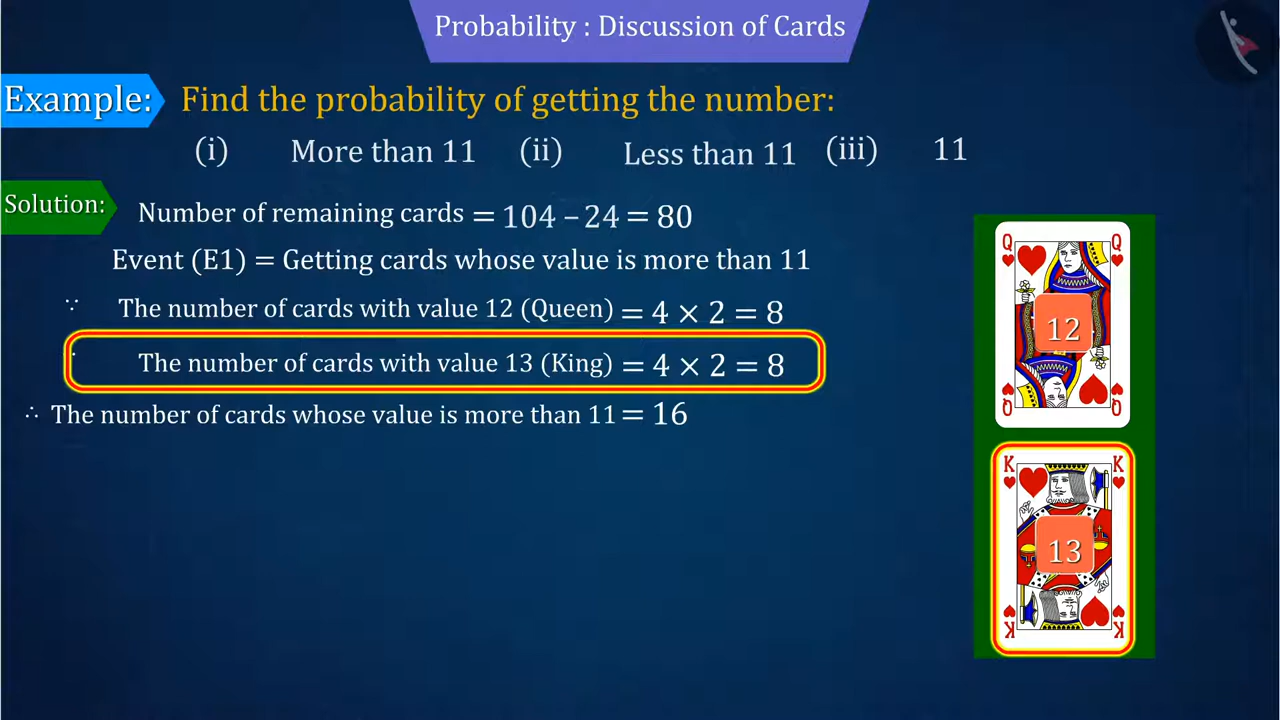 Probability : Discussion of Cards
Example: Find the probability of getting the number:
(i) More than 11 (ii) Less than 11 (iii) 11
Solution: Number of remaining cards = 104 – 24 = 80
Event (E1) = Getting cards whose value is more than 11
∵ The number of cards with value 12 (Queen) = 4 × 2 = 8
The number of cards with value 13 (King) = 4 × 2 = 8
∴ The number of cards whose value is more than 11 = 16
Q Q
12
Q Q
K K
13
K K